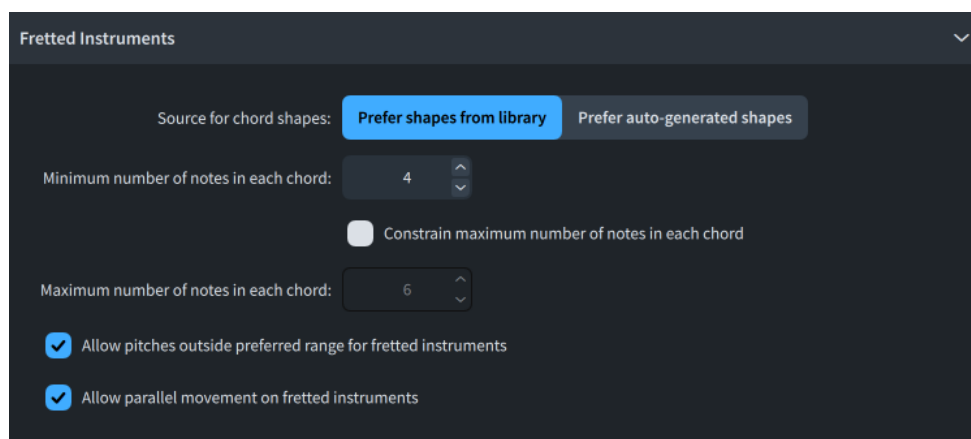 Fretted Instruments
Source for chord shapes: Prefer shapes from library Prefer auto-generated shapes
Minimum number of notes in each chord: 4
Constrain maximum number of notes in each chord
Maximum number of notes in each chord: 6
Allow pitches outside preferred range for fretted instruments
Allow parallel movement on fretted instruments